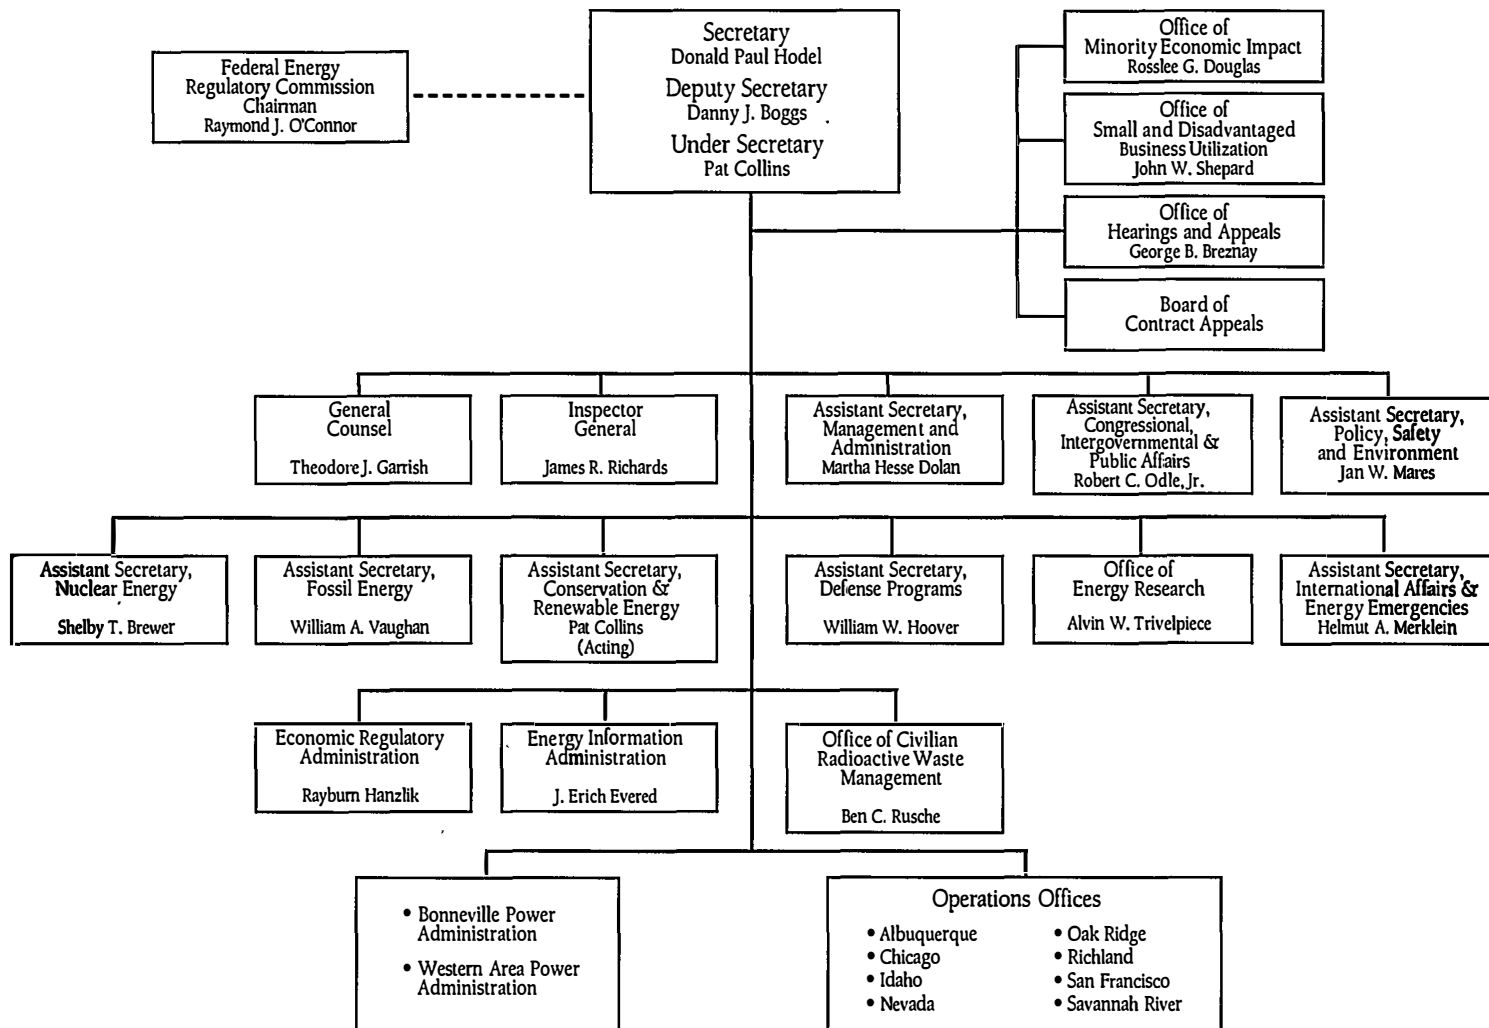 Federal Energy
Regulatory Commission
Chairman
Raymond J. O'Connor
Secretary
Donald Paul Hodel
Deputy Secretary
Danny J. Boggs
Under Secretary
Pat Collins
Office of
Minority Economic Impact
Rosslee G. Douglas
Office of
Small and Disadvantaged
Business Utilization
John W. Shepard
Office of
Hearings and Appeals
George B. Breznay
Board of
Contract Appeals
General
Counsel
Theodore J. Garrish
Inspector
General
James R. Richards
Assistant Secretary,
Management and
Administration
Martha Hesse Dolan
Assistant Secretary,
Congressional,
Intergovernmental &
Public Affairs
Robert C. Odle, Jr.
Assistant Secretary,
Policy, Safety
and Environment
Jan W. Mares
Assistant Secretary,
Nuclear Energy
Shelby T. Brewer
Assistant Secretary,
Fossil Energy
William A. Vaughan
Assistant Secretary,
Conservation &
Renewable Energy
Pat Collins
(Acting)
Assistant Secretary,
Defense Programs
William W. Hoover
Office of
Energy Research
Alvin W. Trivelpiece
Assistant Secretary,
International Affairs &
Energy Emergencies
Helmut A. Merklein
Economic Regulatory
Administration
Rayburn Hanzlik
Energy Information
Administration
J. Erich Evered
Office of Civilian
Radioactive Waste
Management
Ben C. Rusche
• Bonneville Power
Administration
• Western Area Power
Administration
Operations Offices
• Albuquerque
• Chicago
• Idaho
• Nevada
• Oak Ridge
• Richland
• San Francisco
• Savannah River